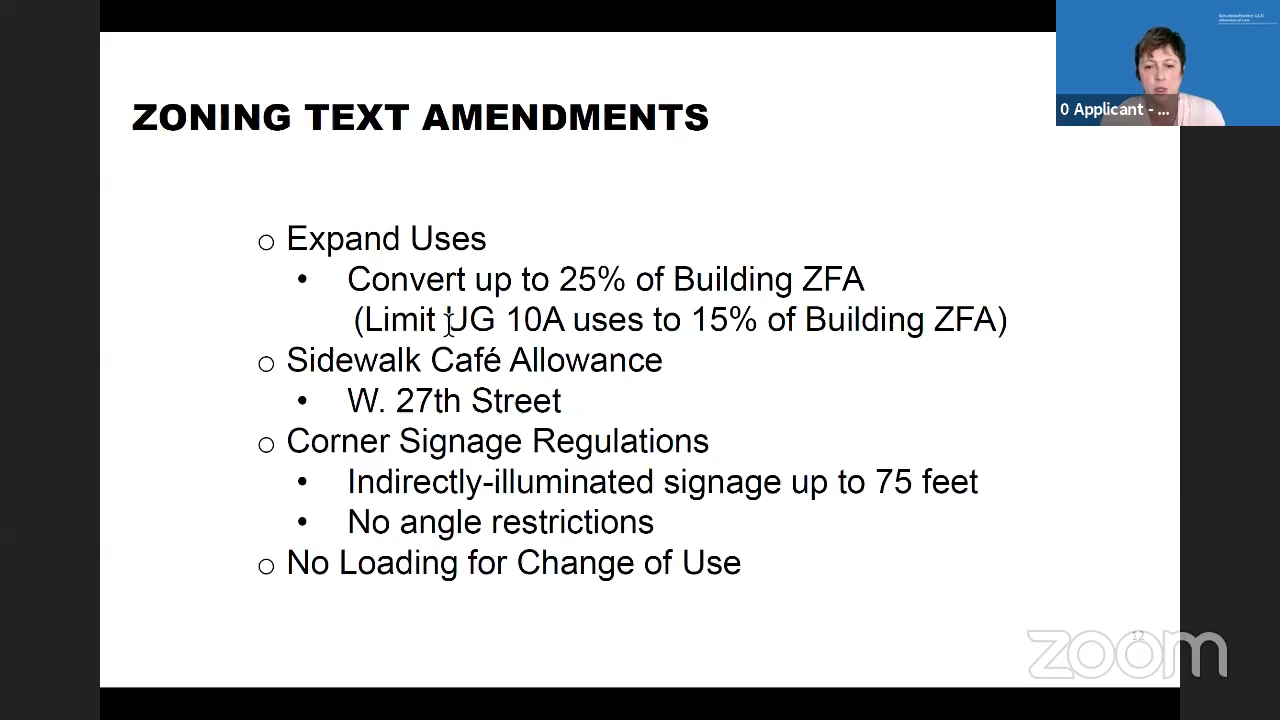 ZONING TEXT AMENDMENTS
o Expand Uses
• Convert up to 25% of Building ZFA
(Limit UG 10A uses to 15% of Building ZFA)
o Sidewalk Café Allowance
• W. 27th Street
o Corner Signage Regulations
• Indirectly-illuminated signage up to 75 feet
• No angle restrictions
o No Loading for Change of Use
0 Applicant - ...
12
zoom